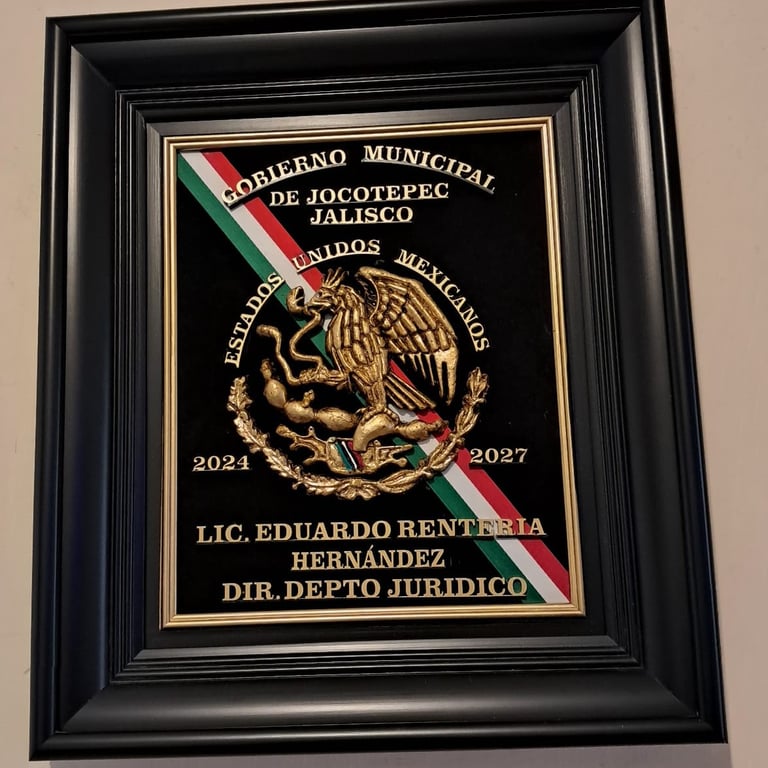 GOBIERNO MUNICIPAL
DE JOCOTEPEC
JALISCO
ESTADOS UNIDOS MEXICANOS
2024 2027
LIC. EDUARDO RENTERIA
HERNÁNDEZ
DIR. DEPTO JURIDICO